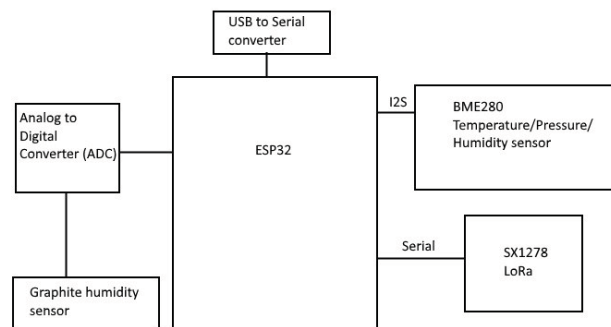 USB to Serial
converter
Analog to
Digital
Converter (ADC)
ESP32
I2S
BME280
Temperature/Pressure/
Humidity sensor
Serial
SX1278
LoRa
Graphite humidity
sensor